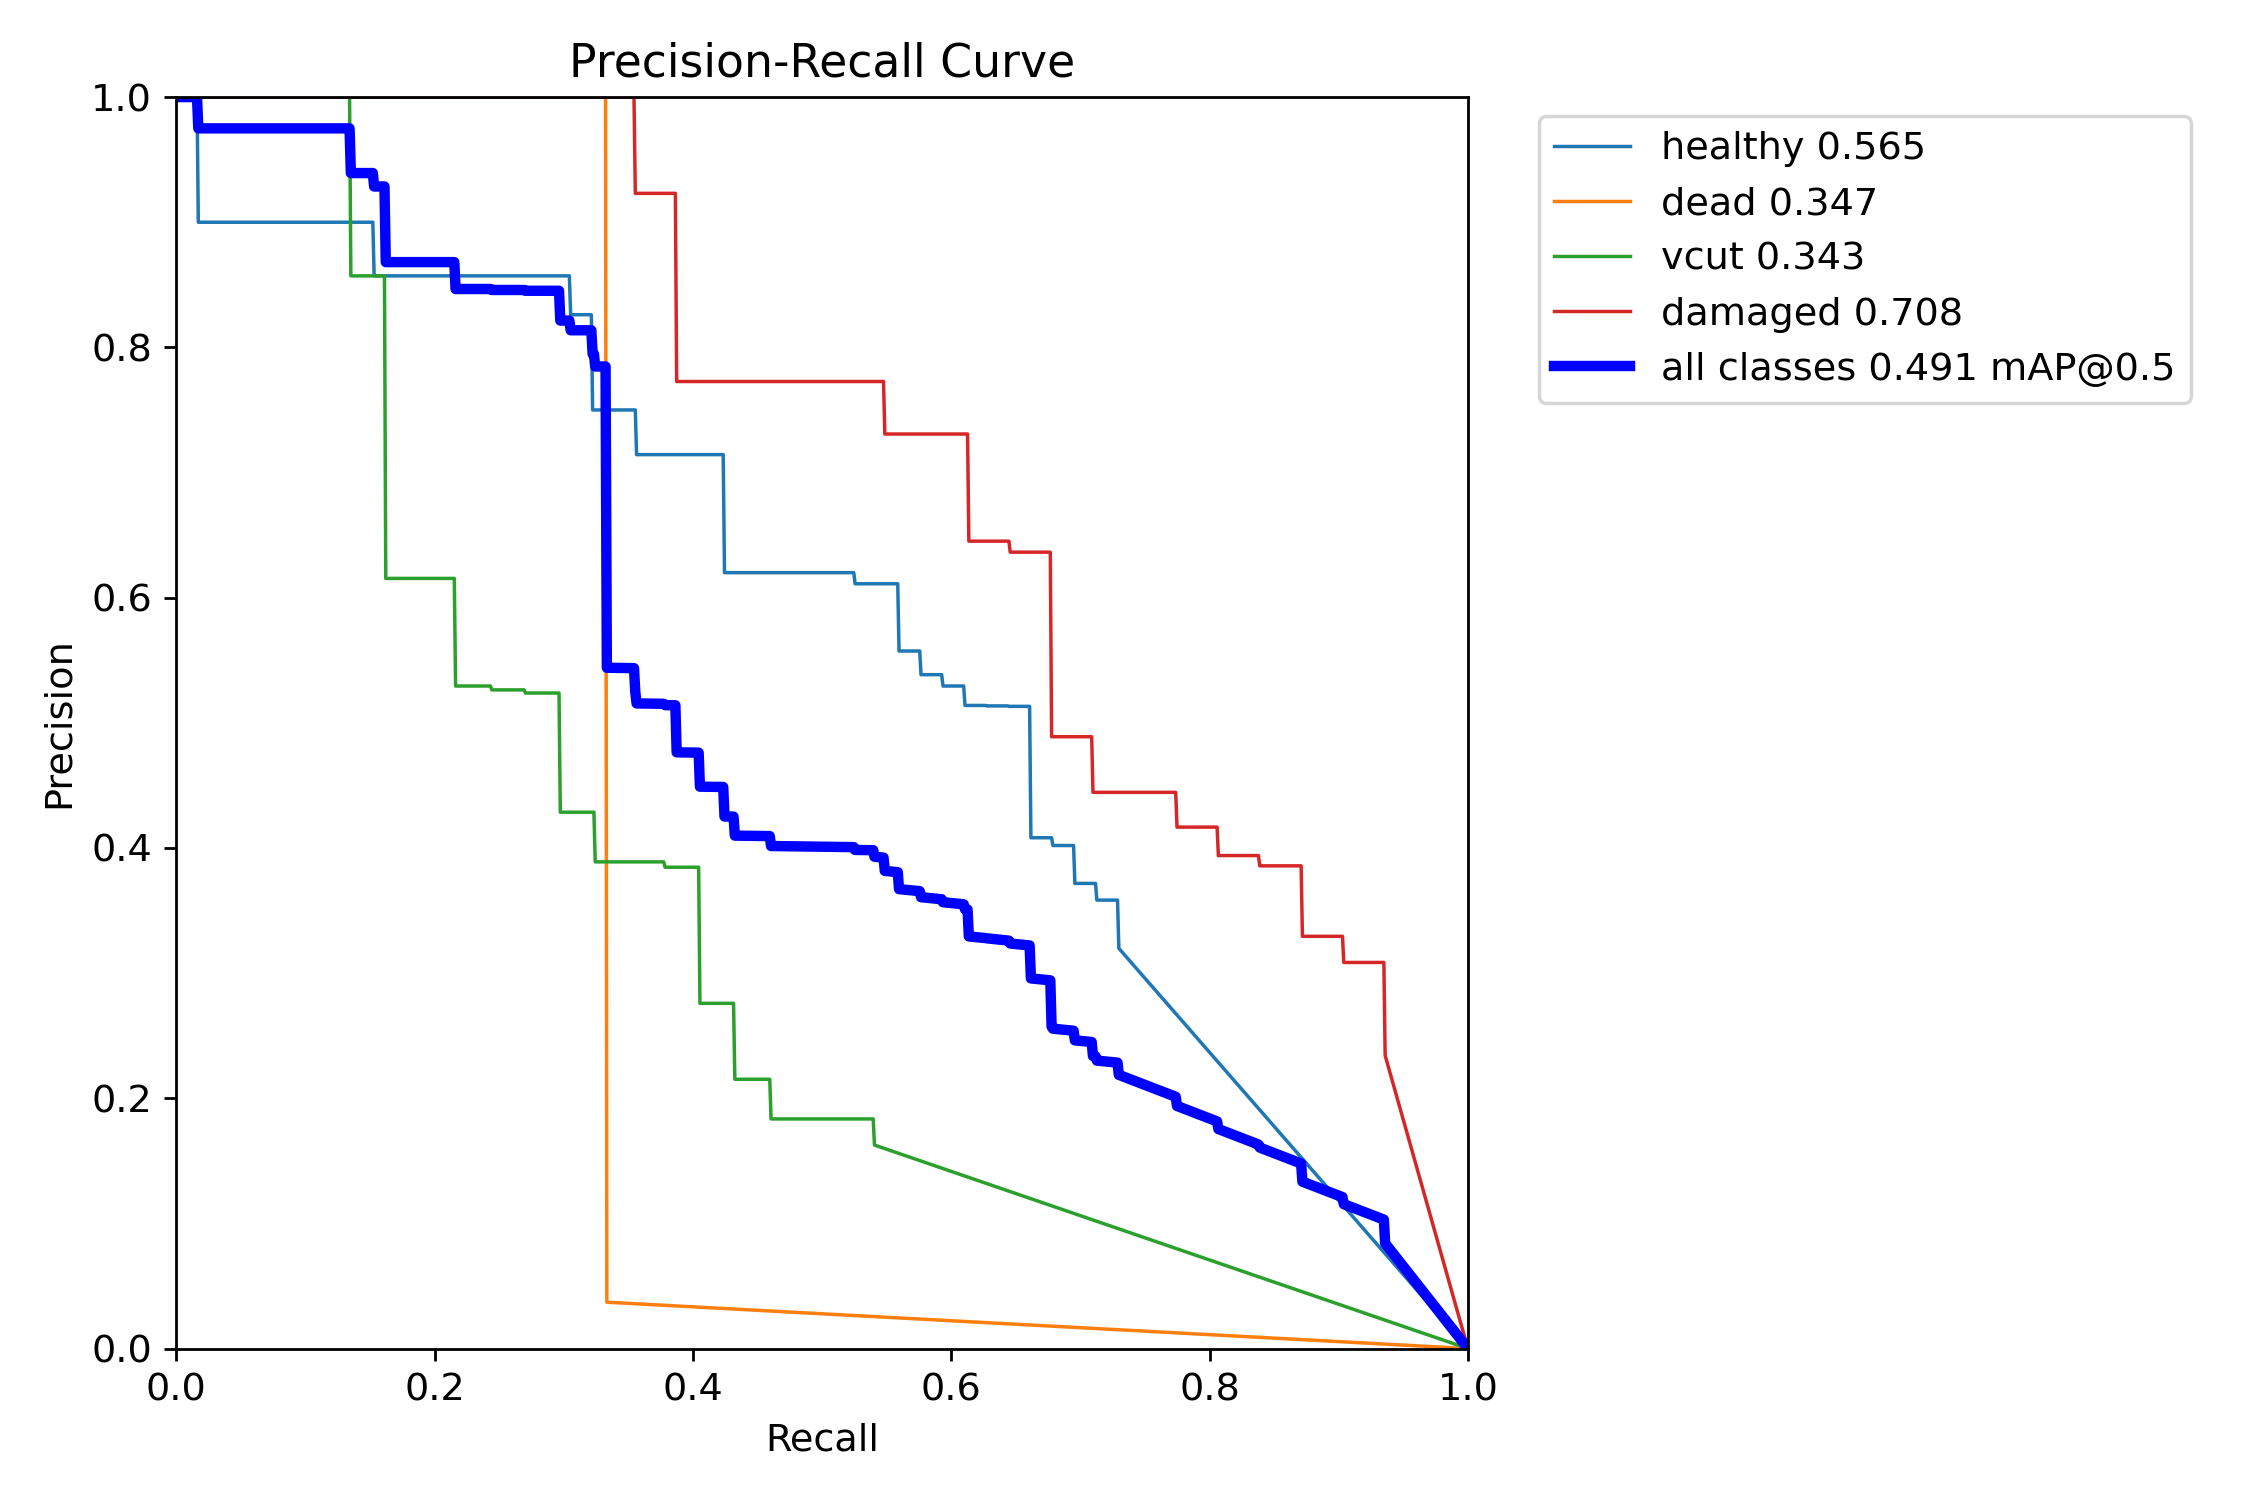 Precision-Recall Curve
1.0
0.8
0.6
0.4
0.2
0.0
Precision
0.0 0.2 0.4 0.6 0.8 1.0
Recall
healthy 0.565
dead 0.347
vcut 0.343
damaged 0.708
all classes 0.491 mAP@0.5